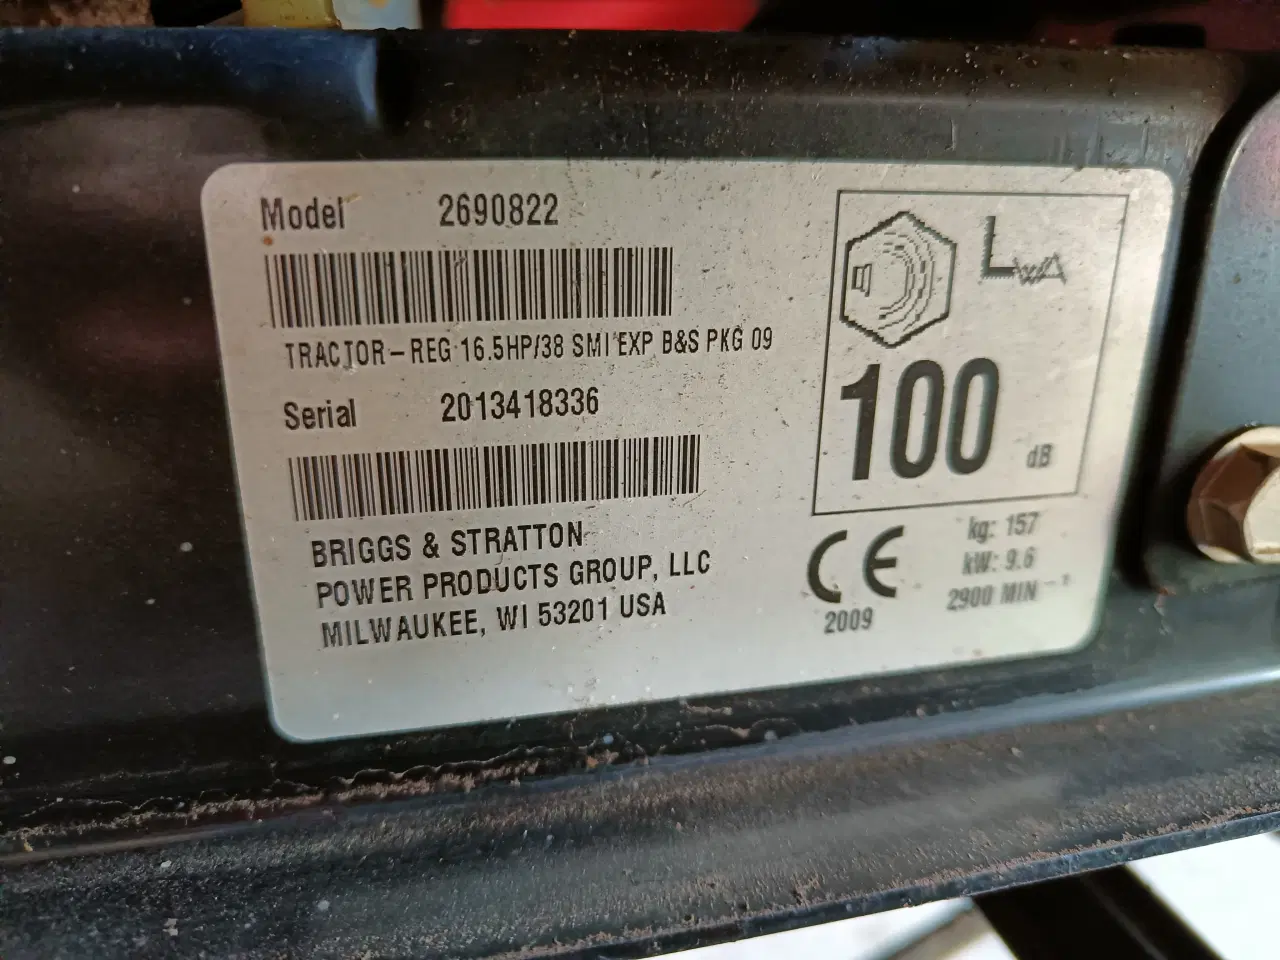 Model 2690822
TRACTOR-REG 16.5HP/38 SMI EXP B&S PKG 09
Serial 2013418336
BRIGGS & STRATTON
POWER PRODUCTS GROUP, LLC
MILWAUKEE, WI 53201 USA
LWA
100 dB
CE
2009
kg: 157
kW: 9.6
2900 MIN⁻¹